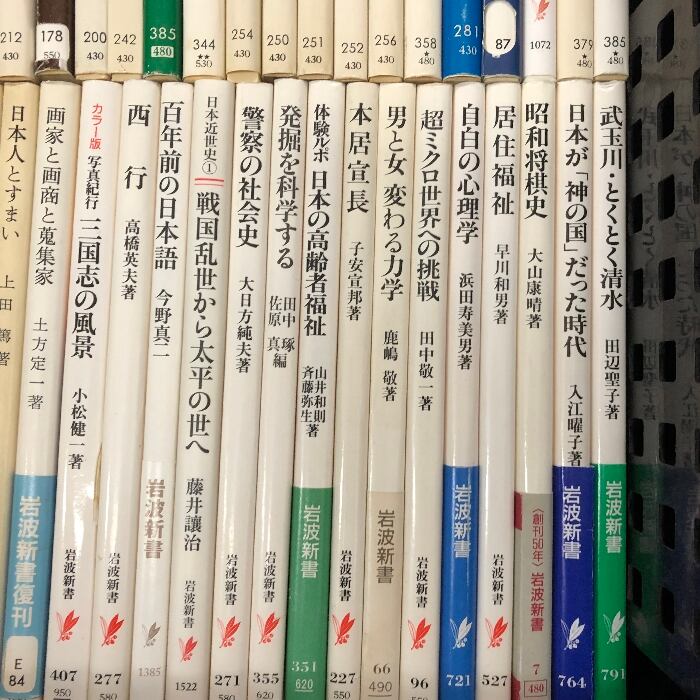 212
430
178
550
200
430
242
430
385
480
344
★★
530
254
430
250
430
251
430
252
430
256
430
358
★
480
281
430
87
1072
379
★
480
385
★
480
日本人とすまい
上田篤著
岩波新書復刊
E
84
画家と画商と蒐集家
土方定一著
カラー版 写真紀行 三国志の風景
小松健一著
岩波新書
407
950
西行
高橋英夫著
岩波新書
277
580
百年前の日本語
今野真二
岩波新書
1385
日本近世史①
戦国乱世から太平の世へ
藤井讓治
岩波新書
1522
警察の社会史
大日方純夫著
岩波新書
271
580
発掘を科学する
田中 琢
佐原 真編
岩波新書
355
620
体験ルポ 日本の高齢者福祉
山井和則
斉藤弥生著
岩波新書
351
620
本居宣長
子安宣邦著
岩波新書
227
550
男と女 変わる力学
鹿嶋 敬著
岩波新書
66
490
超ミクロ世界への挑戦
田中敬一著
岩波新書
96
自白の心理学
浜田寿美男著
岩波新書
721
居住福祉
早川和男著
岩波新書
527
昭和将棋史
大山康晴著
〈創刊50年〉岩波新書
7
480
日本が「神の国」だった時代
入江曜子著
岩波新書
764
武玉川・とくとく清水
田辺聖子著
岩波新書
791